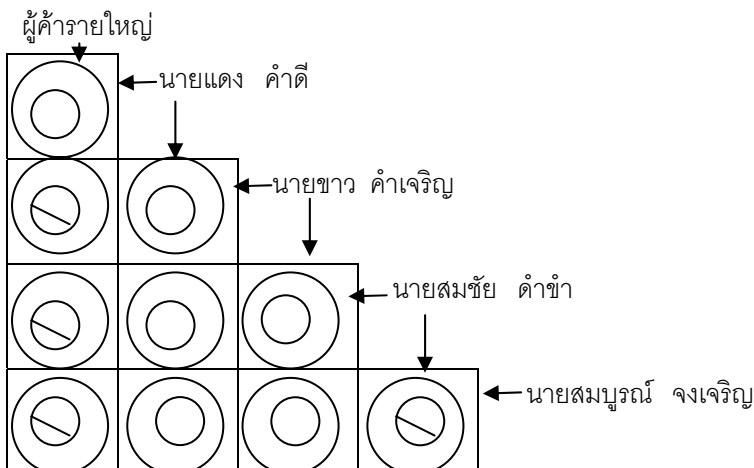 ผู้ค้ารายใหญ่
นายแดง คำดี
นายขาว คำเจริญ
นายสมชัย ดำขำ
นายสมบูรณ์ จงเจริญ